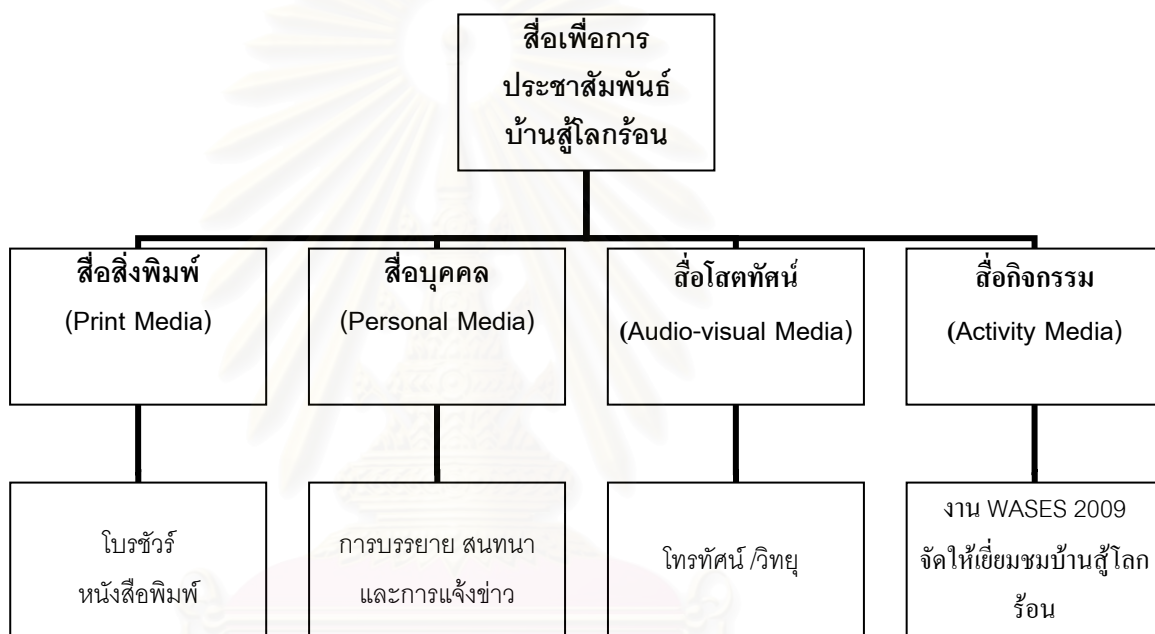 สื่อเพื่อการ
ประชาสัมพันธ์
บ้านสู้โลกร้อน
สื่อสิ่งพิมพ์
(Print Media)
สื่อบุคคล
(Personal Media)
สื่อโสตทัศน์
(Audio-visual Media)
สื่อกิจกรรม
(Activity Media)
โบรชัวร์
หนังสือพิมพ์
การบรรยาย สนทนา
และการแจ้งข่าว
โทรทัศน์ /วิทยุ
งาน WASES 2009
จัดให้เยี่ยมชมบ้านสู้โลก
ร้อน